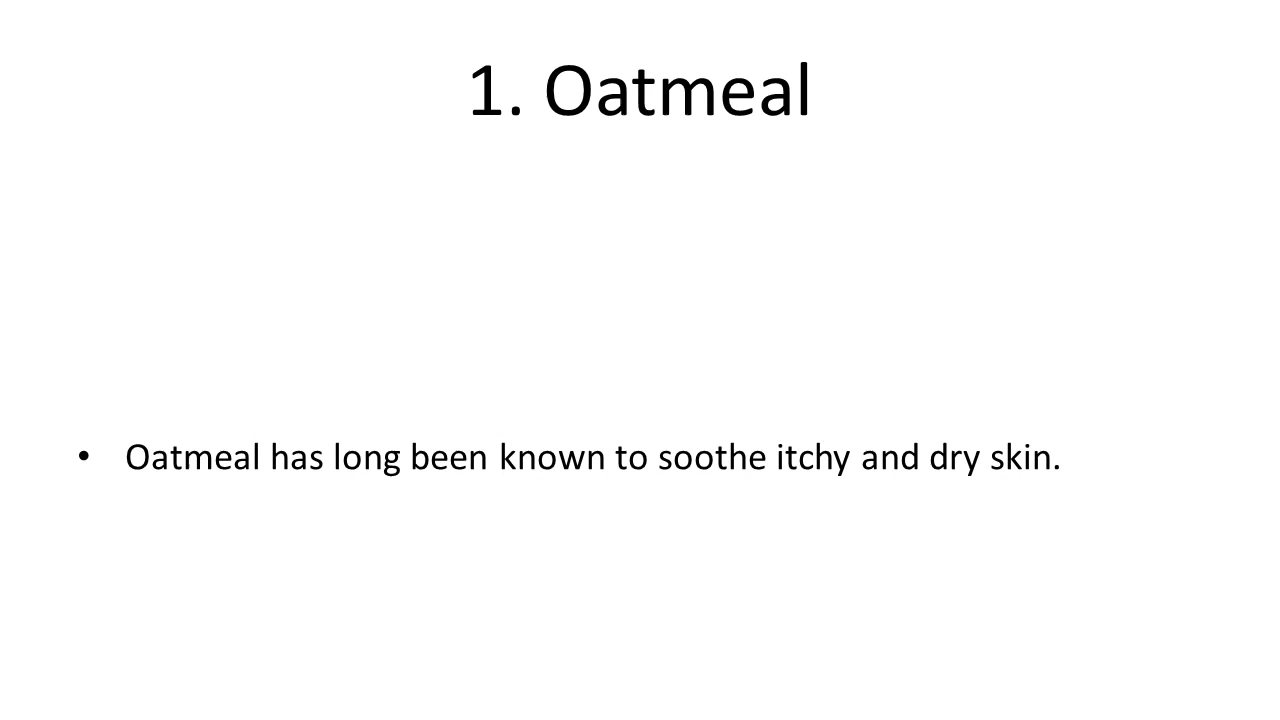 1. Oatmeal
• Oatmeal has long been known to soothe itchy and dry skin.